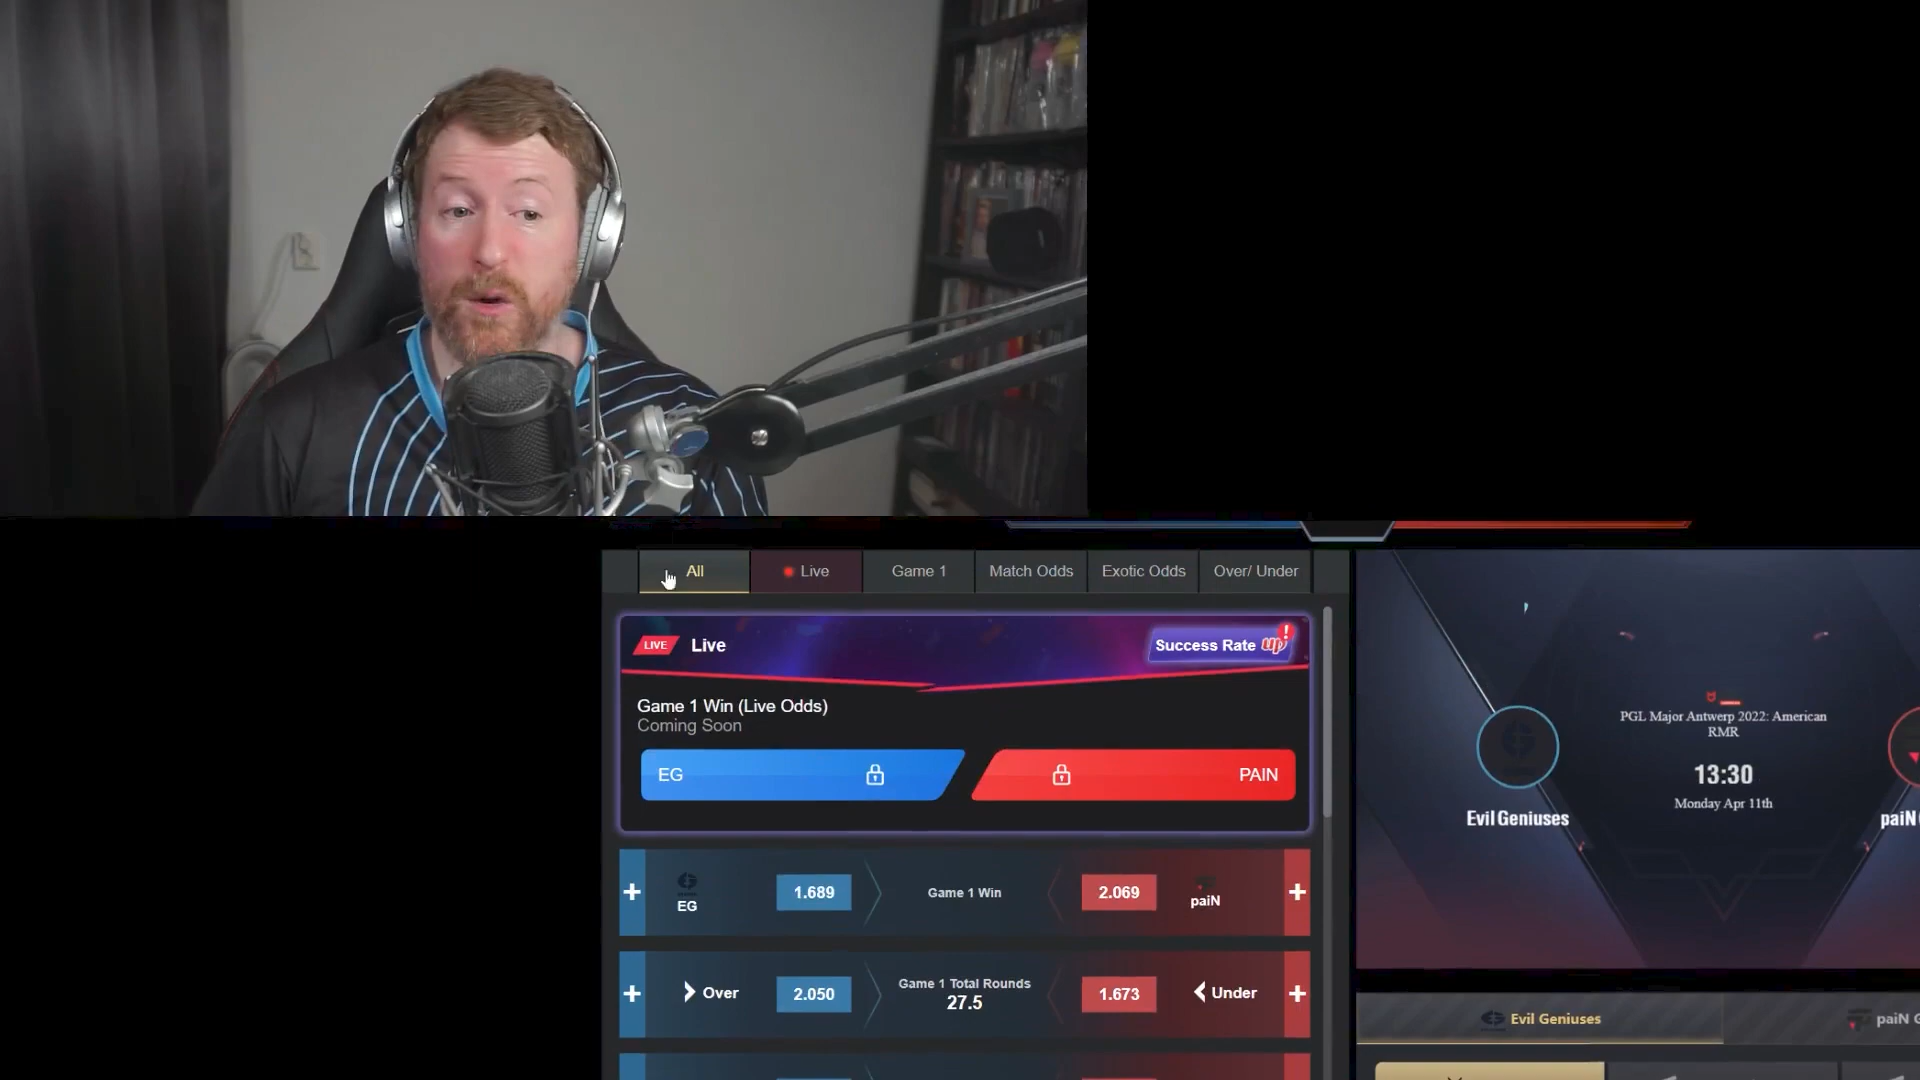 All
Live
Game 1
Match Odds
Exotic Odds
Over/ Under
LIVE
Live
Success Rate up!
Game 1 Win (Live Odds)
Coming Soon
EG
PAIN
+
EG
1.689
Game 1 Win
2.069
paiN
+
+
Over
2.050
Game 1 Total Rounds
27.5
1.673
Under
+
PGL Major Antwerp 2022: American
RMR
13:30
Monday Apr 11th
Evil Geniuses
paiN
Evil Geniuses
paiN G